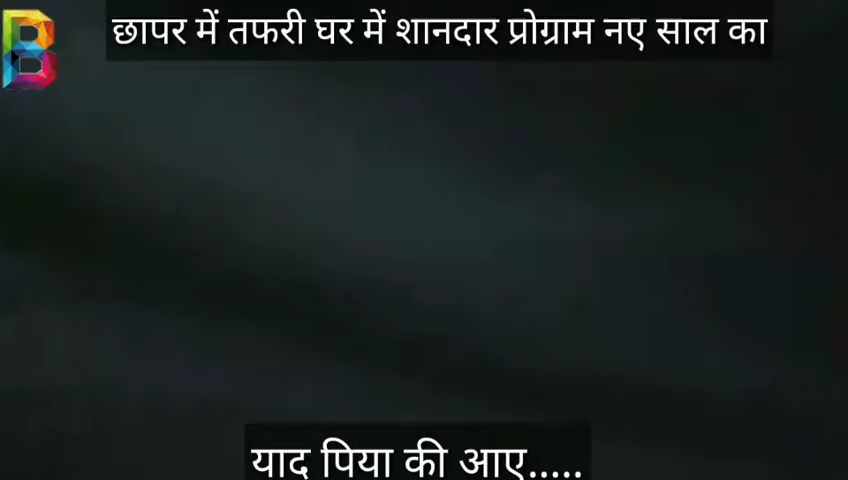 छापर में तफरी घर में शानदार प्रोग्राम नए साल का
याद पिया की आए.....